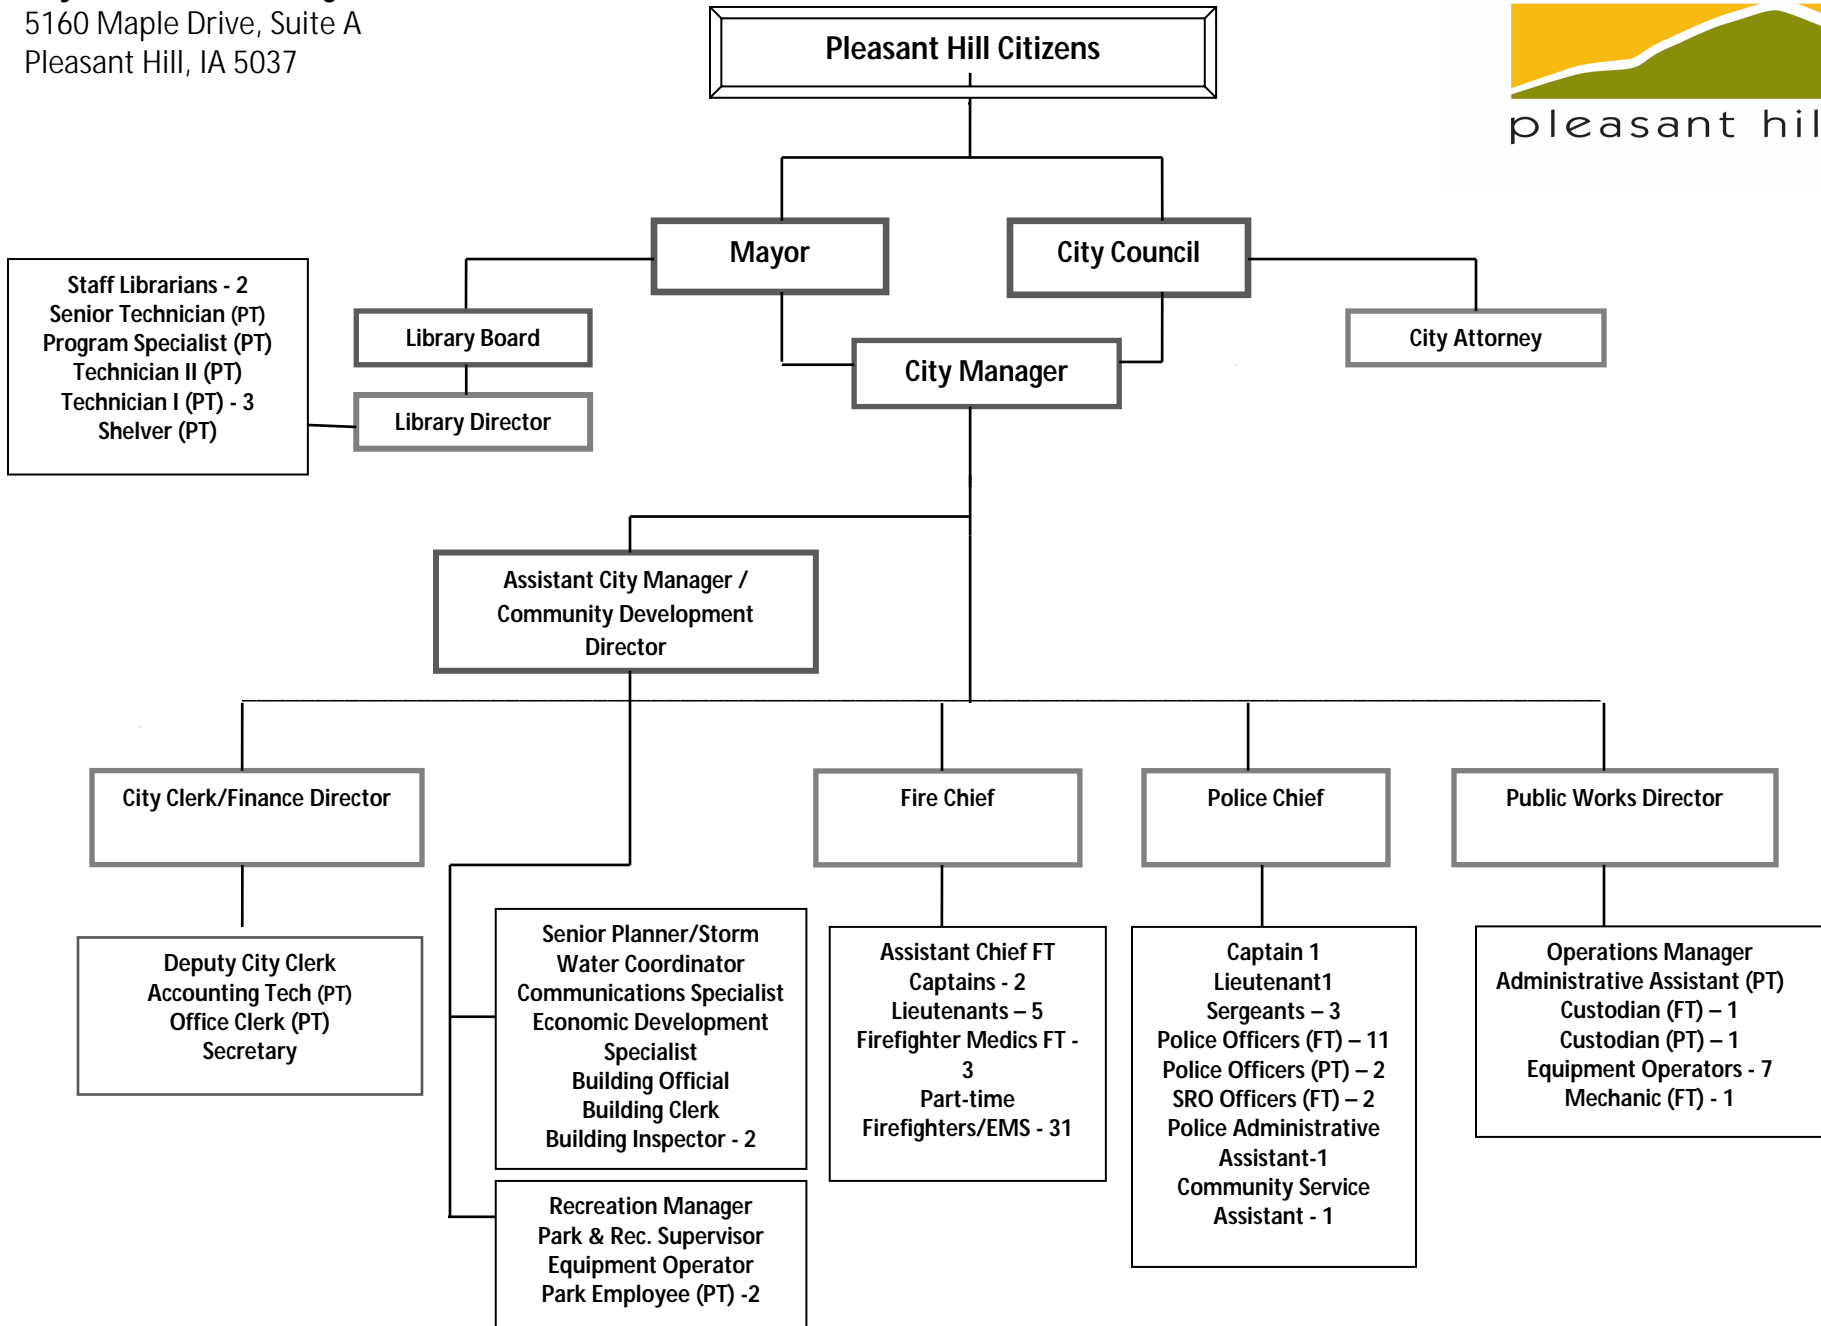 5160 Maple Drive, Suite A
Pleasant Hill, IA 5037
Pleasant Hill Citizens
pleasant hil
Mayor
City Council
Staff Librarians - 2
Senior Technician (PT)
Program Specialist (PT)
Technician II (PT)
Technician I (PT) - 3
Shelver (PT)
Library Board
City Attorney
City Manager
Library Director
Assistant City Manager /
Community Development
Director
City Clerk/Finance Director
Fire Chief
Police Chief
Public Works Director
Deputy City Clerk
Accounting Tech (PT)
Office Clerk (PT)
Secretary
Senior Planner/Storm
Water Coordinator
Communications Specialist
Economic Development
Specialist
Building Official
Building Clerk
Building Inspector - 2
Recreation Manager
Park & Rec. Supervisor
Equipment Operator
Park Employee (PT) -2
Assistant Chief FT
Captains - 2
Lieutenants – 5
Firefighter Medics FT -
3
Part-time
Firefighters/EMS - 31
Captain 1
Lieutenant1
Sergeants – 3
Police Officers (FT) – 11
Police Officers (PT) – 2
SRO Officers (FT) – 2
Police Administrative
Assistant-1
Community Service
Assistant - 1
Operations Manager
Administrative Assistant (PT)
Custodian (FT) – 1
Custodian (PT) – 1
Equipment Operators - 7
Mechanic (FT) - 1